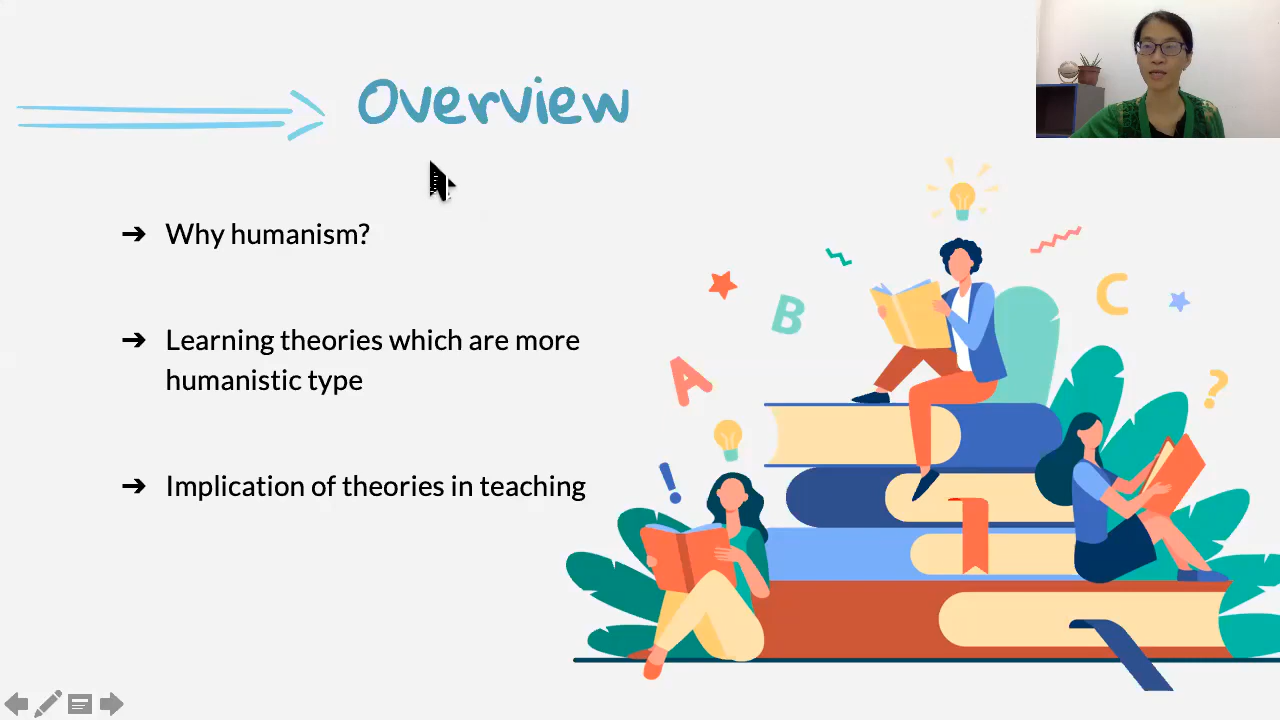 Overview
➔ Why humanism?
➔ Learning theories which are more
humanistic type
➔ Implication of theories in teaching
A
B
C
!
?